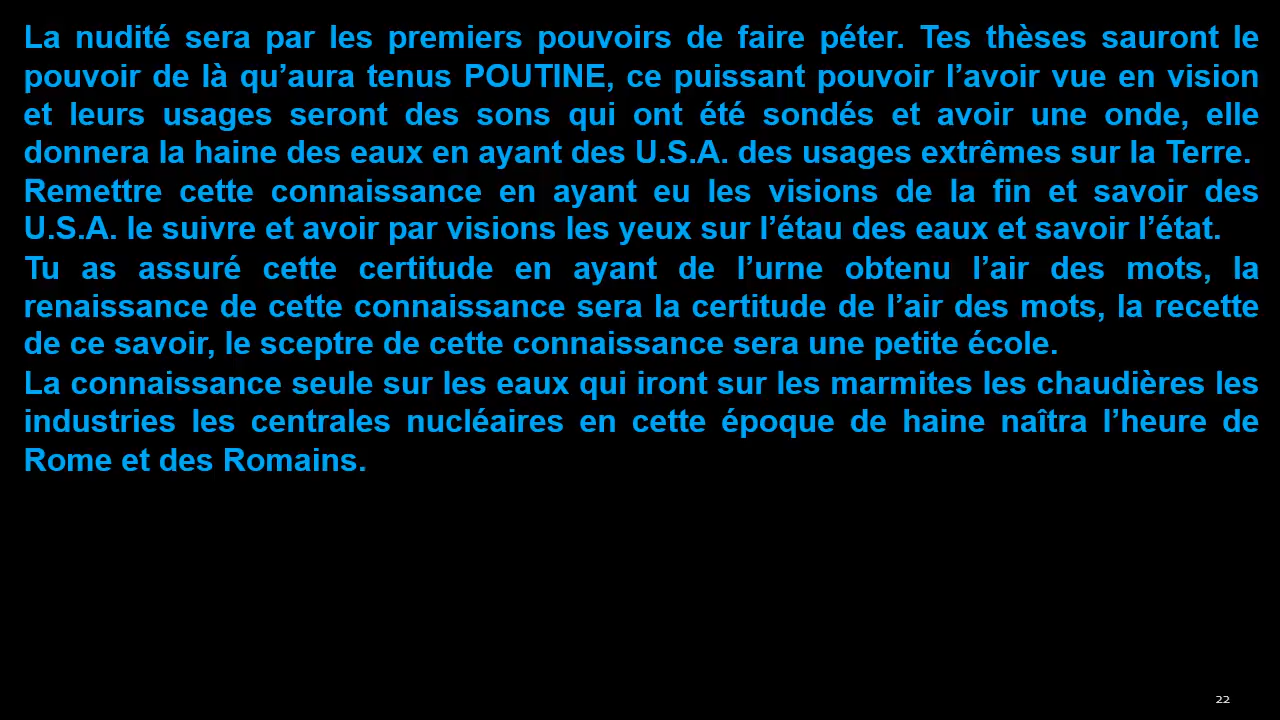 La nudité sera par les premiers pouvoirs de faire péter. Tes thèses sauront le
pouvoir de là qu’aura tenus POUTINE, ce puissant pouvoir l’avoir vue en vision
et leurs usages seront des sons qui ont été sondés et avoir une onde, elle
donnera la haine des eaux en ayant des U.S.A. des usages extrêmes sur la Terre.
Remettre cette connaissance en ayant eu les visions de la fin et savoir des
U.S.A. le suivre et avoir par visions les yeux sur l’étau des eaux et savoir l’état.
Tu as assuré cette certitude en ayant de l’urne obtenu l’air des mots, la
renaissance de cette connaissance sera la certitude de l’air des mots, la recette
de ce savoir, le sceptre de cette connaissance sera une petite école.
La connaissance seule sur les eaux qui iront sur les marmites les chaudières les
industries les centrales nucléaires en cette époque de haine naîtra l’heure de
Rome et des Romains.
22